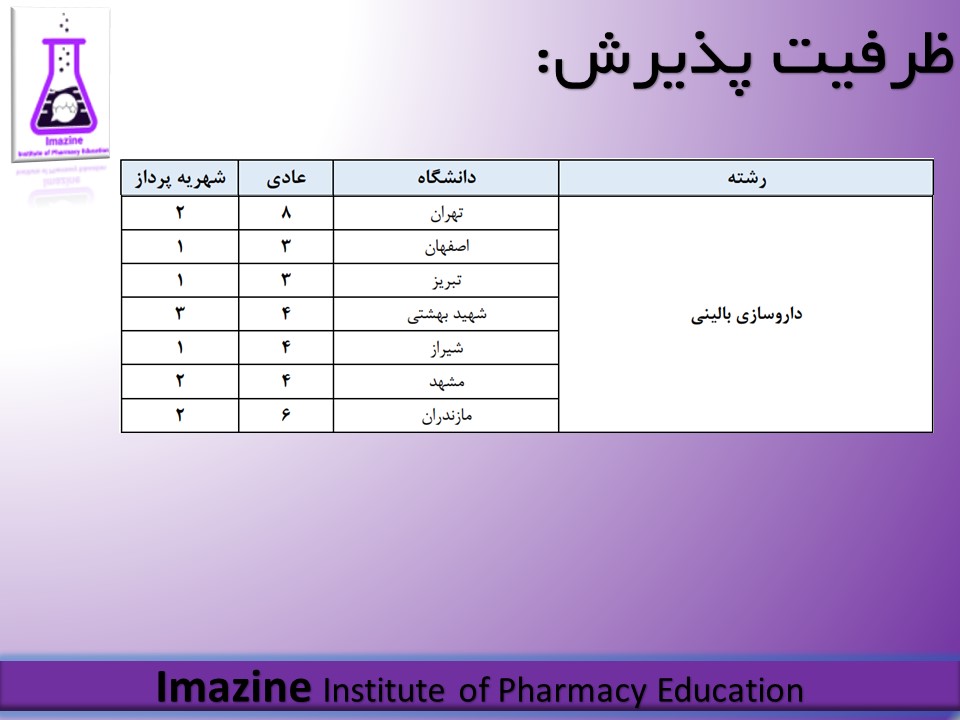 ظرفیت پذیرش:
Imazine
Institute of Pharmacy Education
رشته دانشگاه عادی شهریه پرداز
داروسازی بالینی
تهران ۸ ۲
اصفهان ۳ ۱
تبریز ۳ ۱
شهید بهشتی ۴ ۳
شیراز ۴ ۱
مشهد ۴ ۲
مازندران ۶ ۲
Imazine Institute of Pharmacy Education